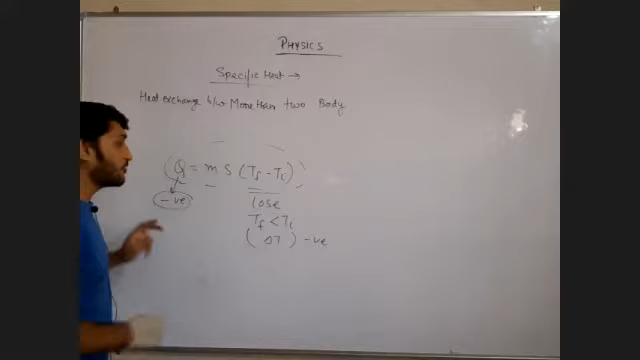 PHYSICS
Specific Heat →
Heat exchange b/w More than two Body
Q = m S (Tf - Ti)
- ve
lose
Tf < Ti
( ΔT ) - ve